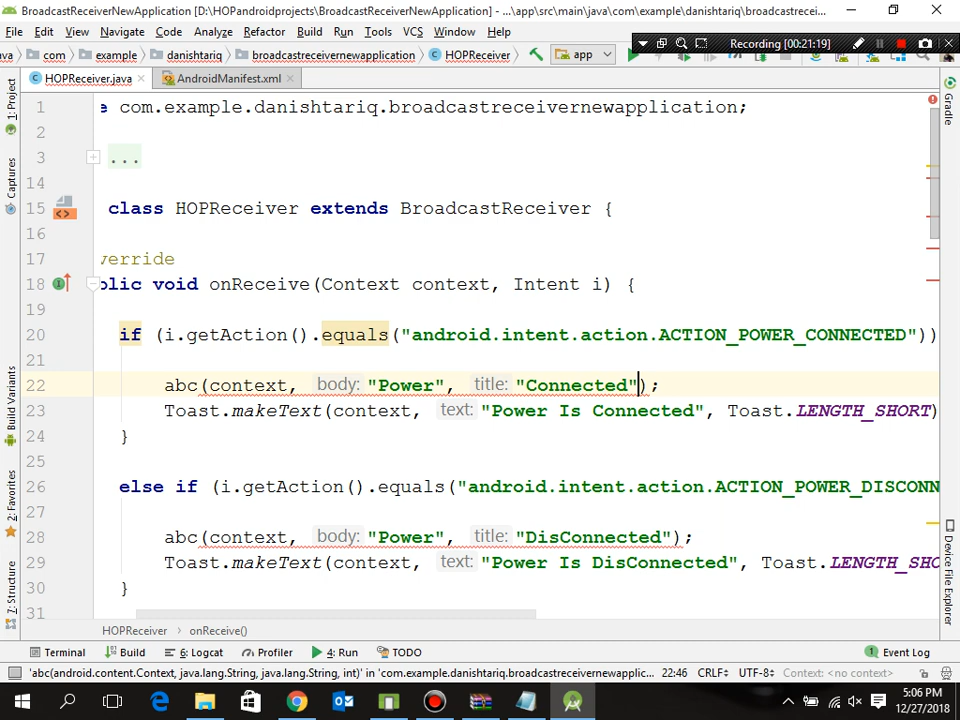 BroadcastReceiverNewApplication [D:\HOPandroidprojects\BroadcastReceiverNewApplication] - ...\app\src\main\java\com\example\danishtariq\broadcastrecei...
File Edit View Navigate Code Analyze Refactor Build Run Tools VCS Window Help
Recording [00:21:19]
va com example danishtariq broadcastreceivernewapplication HOPReceiver app
HOPReceiver.java AndroidManifest.xml
1: Project
Captures
Build Variants
2: Favorites
7: Structure
1 e com.example.danishtariq.broadcastreceivernewapplication;
2
3 ...
14
15 class HOPReceiver extends BroadcastReceiver {
16
17 verride
18 blic void onReceive(Context context, Intent i) {
19
20 if (i.getAction().equals("android.intent.action.ACTION_POWER_CONNECTED"))
21
22 abc(context, body: "Power", title: "Connected");
23 Toast.makeText(context, text: "Power Is Connected", Toast.LENGTH_SHORT)
24 }
25
26 else if (i.getAction().equals("android.intent.action.ACTION_POWER_DISCONN
27
28 abc(context, body: "Power", title: "DisConnected");
29 Toast.makeText(context, text: "Power Is DisConnected", Toast.LENGTH_SHO
30 }
31
Gradle
Device File Explorer
HOPReceiver onReceive()
Terminal Build 6: Logcat Profiler 4: Run TODO 1 Event Log
'abc(android.content.Context, java.lang.String, java.lang.String, int)' in 'com.example.danishtariq.broadcastreceivernewapplic... 22:46 CRLF UTF-8 Context: <no context>
5:06 PM
12/27/2018